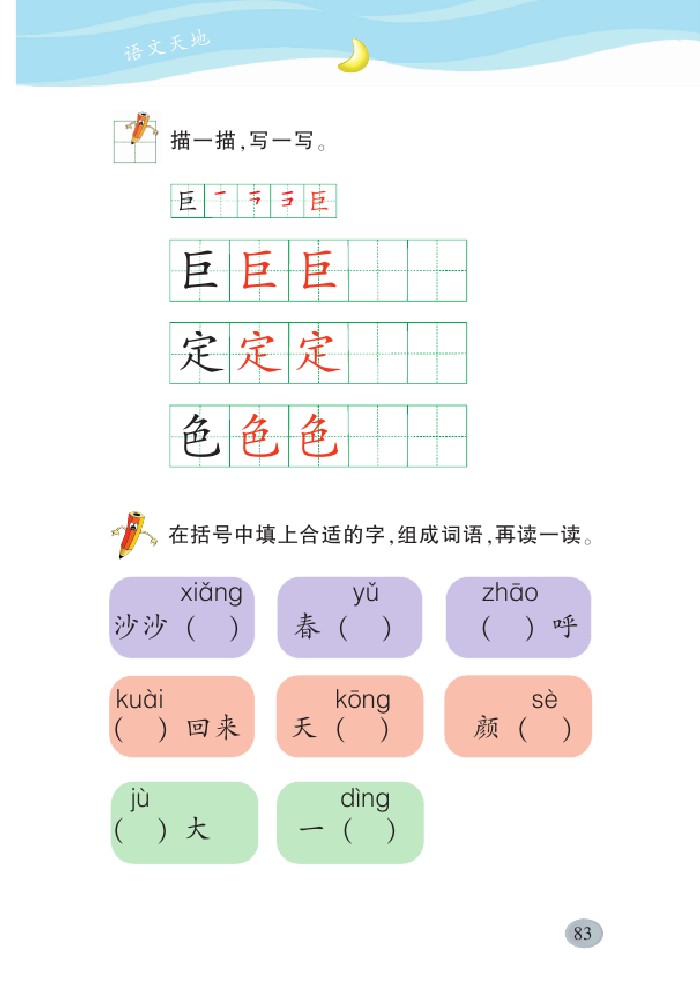 语文天地
描一描,写一写。
巨 一 巨
巨 巨 巨
定 定 定
色 色 色
在括号中填上合适的字,组成词语,再读一读。
xiǎng yǔ zhāo
沙沙( ) 春( ) ( )呼
kuài kōng sè
( )回来 天( ) 颜( )
jù dìng
( )大 一( )
83